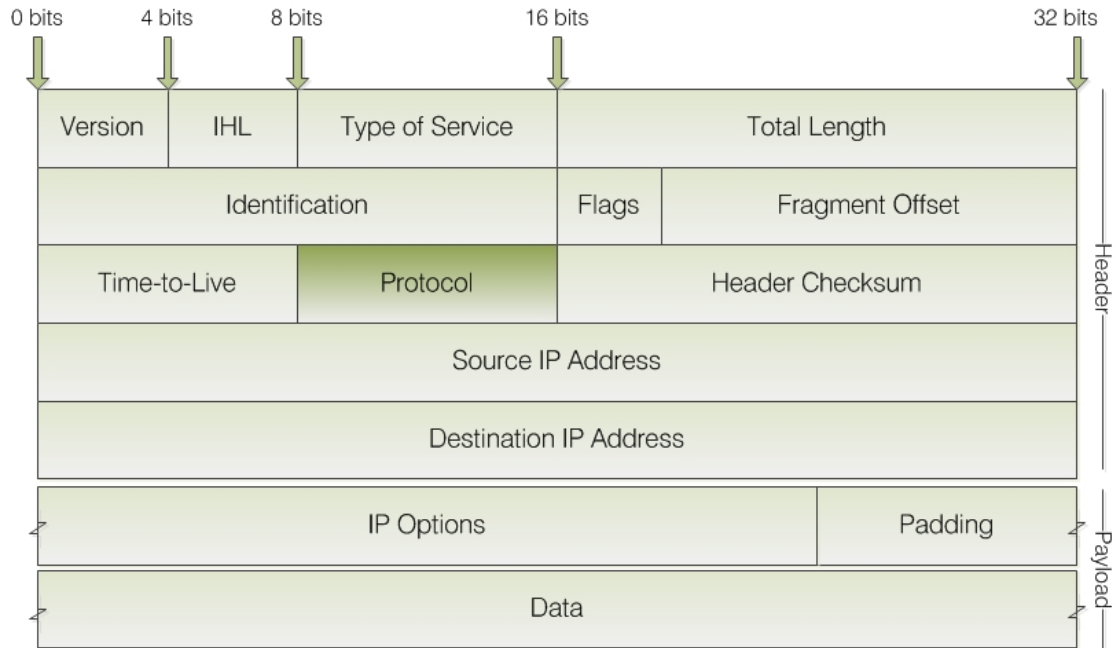 0 bits 4 bits 8 bits 16 bits 32 bits
Version IHL Type of Service Total Length
Identification Flags Fragment Offset
Time-to-Live Protocol Header Checksum
Source IP Address
Destination IP Address
Header
IP Options Padding
Data
Payload